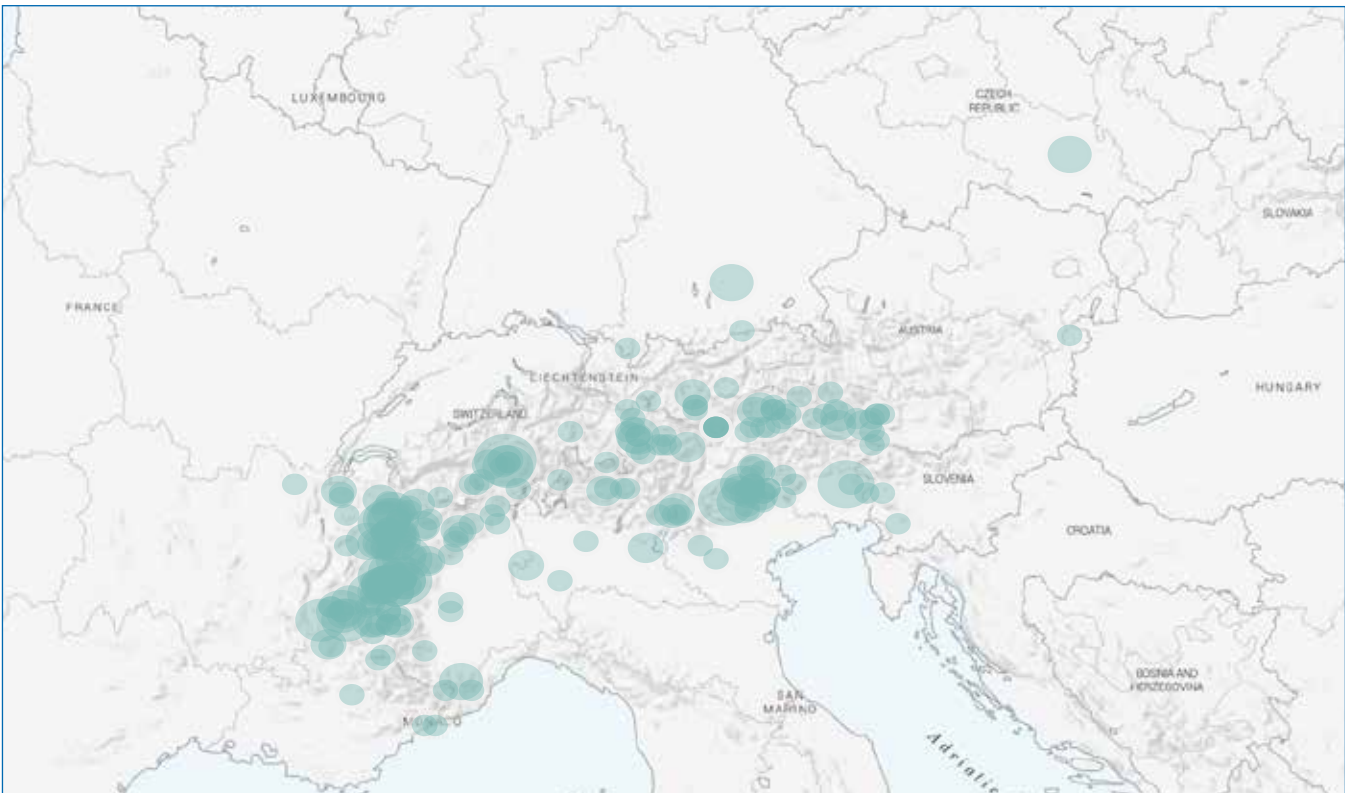 LUXEMBOURG
CZECH
REPUBLIC
SLOVAKIA
FRANCE
AUSTRIA
LIECHTENSTEIN
HUNGARY
SWITZERLAND
SLOVENIA
CROATIA
BOSNIA AND
HERZEGOVINA
SAN
MARINO
MONACO
Adriatic